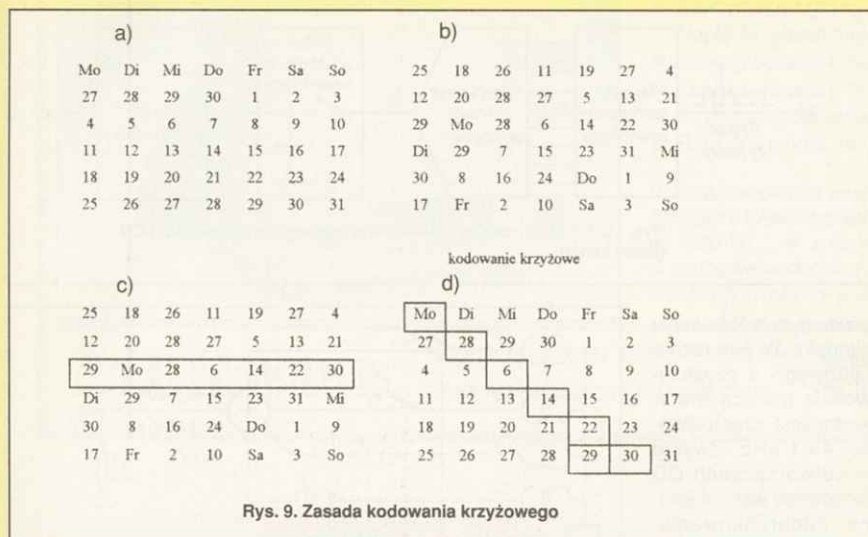 a)
Mo Di Mi Do Fr Sa So
27 28 29 30 1 2 3
4 5 6 7 8 9 10
11 12 13 14 15 16 17
18 19 20 21 22 23 24
25 26 27 28 29 30 31
b)
25 18 26 11 19 27 4
12 20 28 27 5 13 21
29 Mo 28 6 14 22 30
Di 29 7 15 23 31 Mi
30 8 16 24 Do 1 9
17 Fr 2 10 Sa 3 So
kodowanie krzyżowe
c)
25 18 26 11 19 27 4
12 20 28 27 5 13 21
29 Mo 28 6 14 22 30
Di 29 7 15 23 31 Mi
30 8 16 24 Do 1 9
17 Fr 2 10 Sa 3 So
d)
Mo Di Mi Do Fr Sa So
27 28 29 30 1 2 3
4 5 6 7 8 9 10
11 12 13 14 15 16 17
18 19 20 21 22 23 24
25 26 27 28 29 30 31
Rys. 9. Zasada kodowania krzyżowego